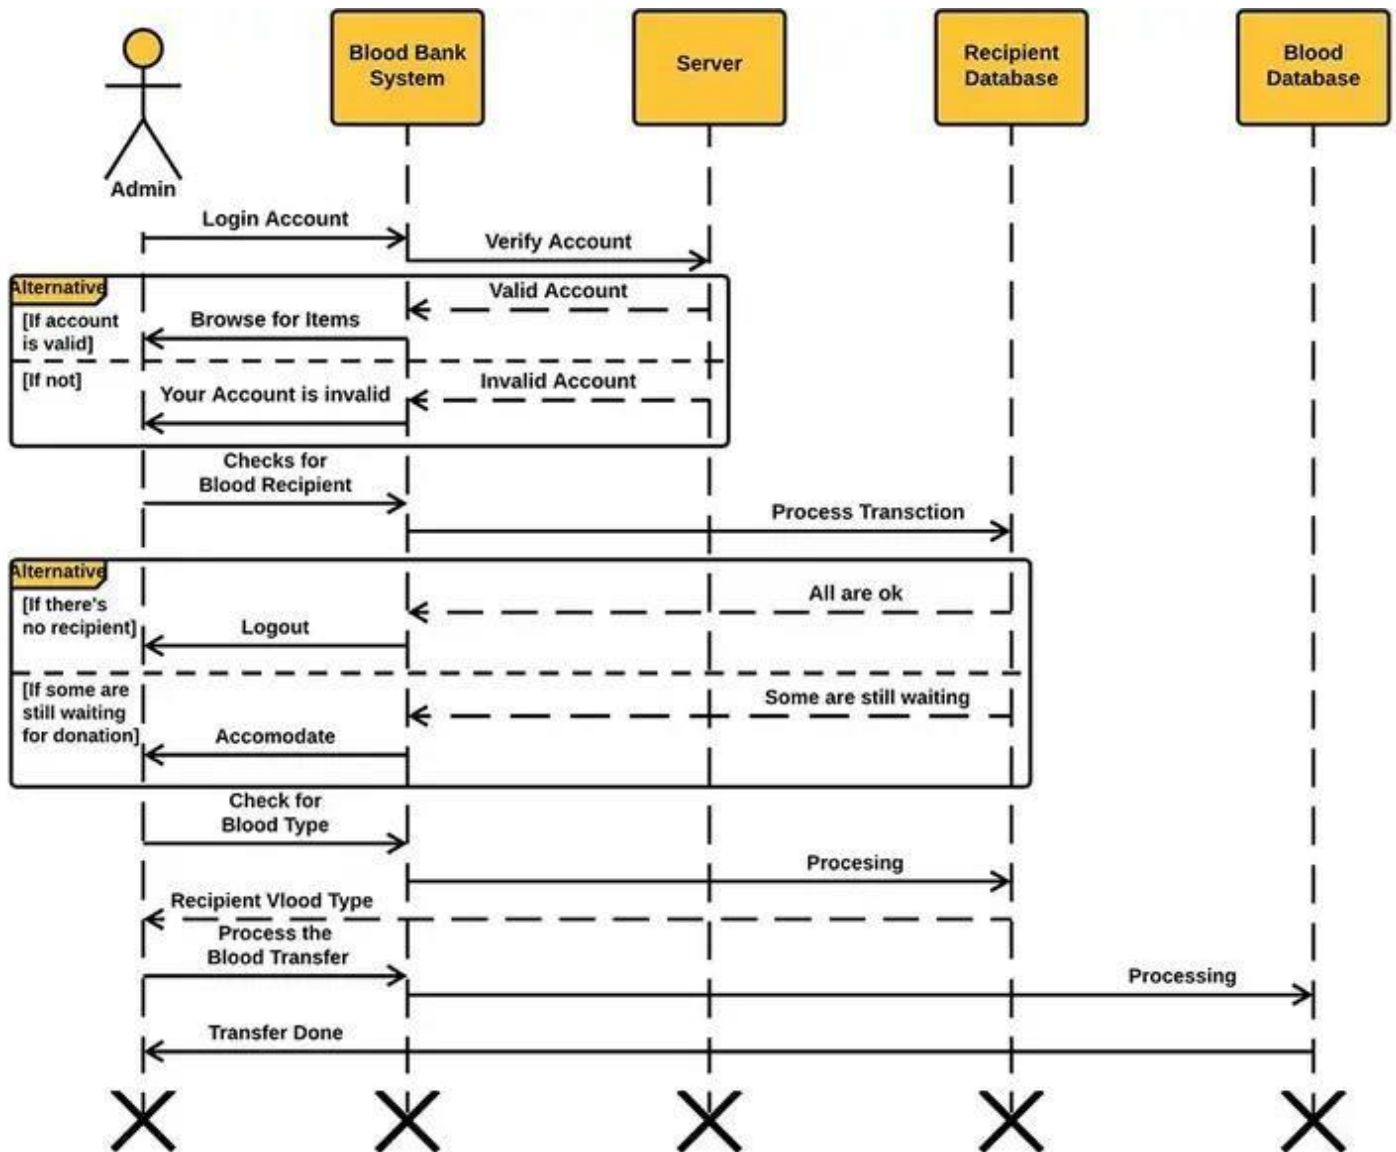 Blood Bank
System
Server
Recipient
Database
Blood
Database
Admin
Login Account
Verify Account
Alternative
Valid Account
[If account
is valid]
Browse for Items
[If not]
Invalid Account
Your Account is invalid
Checks for
Blood Recipient
Process Transction
Alternative
[If there's
no recipient]
All are ok
Logout
[If some are
still waiting
for donation]
Some are still waiting
Accomodate
Check for
Blood Type
Procesing
Recipient Vlood Type
Process the
Blood Transfer
Processing
Transfer Done